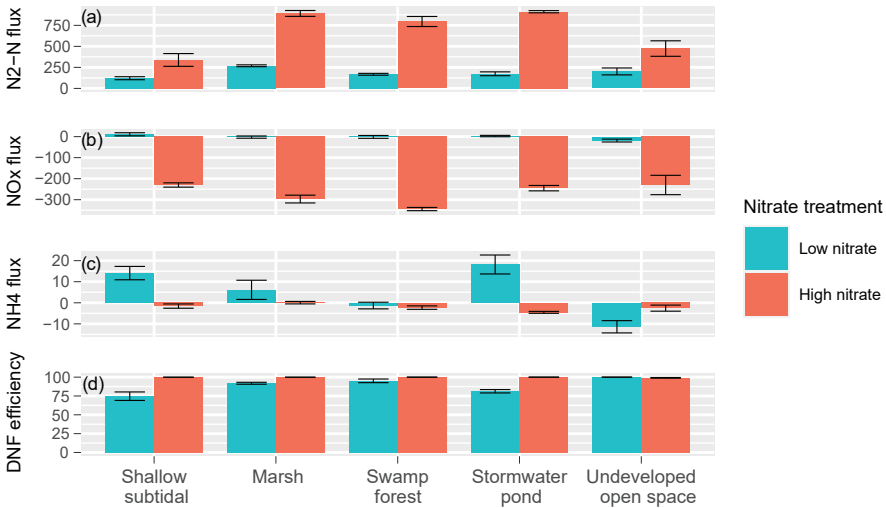 (a)
N2−N flux
750
500
250
0
(b)
NOx flux
0
−100
−200
−300
(c)
NH4 flux
20
10
0
−10
(d)
DNF efficiency
100
75
50
25
0
Shallow
subtidal
Marsh
Swamp
forest
Stormwater
pond
Undeveloped
open space
Nitrate treatment
Low nitrate
High nitrate